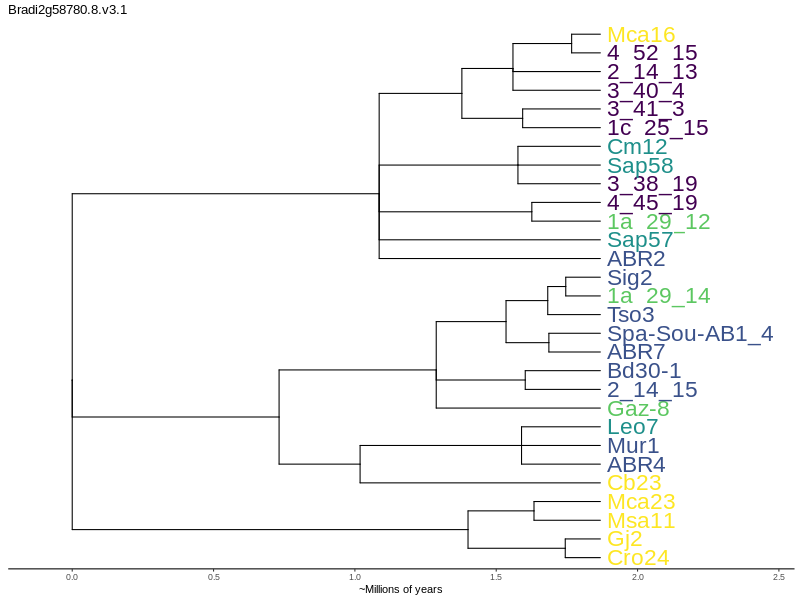 Bradi2g58780.8.v3.1
Mca16
4_52_15
2_14_13
3_40_4
3_41_3
1c_25_15
Cm12
Sap58
3_38_19
4_45_19
1a_29_12
Sap57
ABR2
Sig2
1a_29_14
Tso3
Spa-Sou-AB1_4
ABR7
Bd30-1
2_14_15
Gaz-8
Leo7
Mur1
ABR4
Cb23
Mca23
Msa11
Gj2
Cro24
0.0 0.5 1.0 1.5 2.0 2.5
~Millions of years